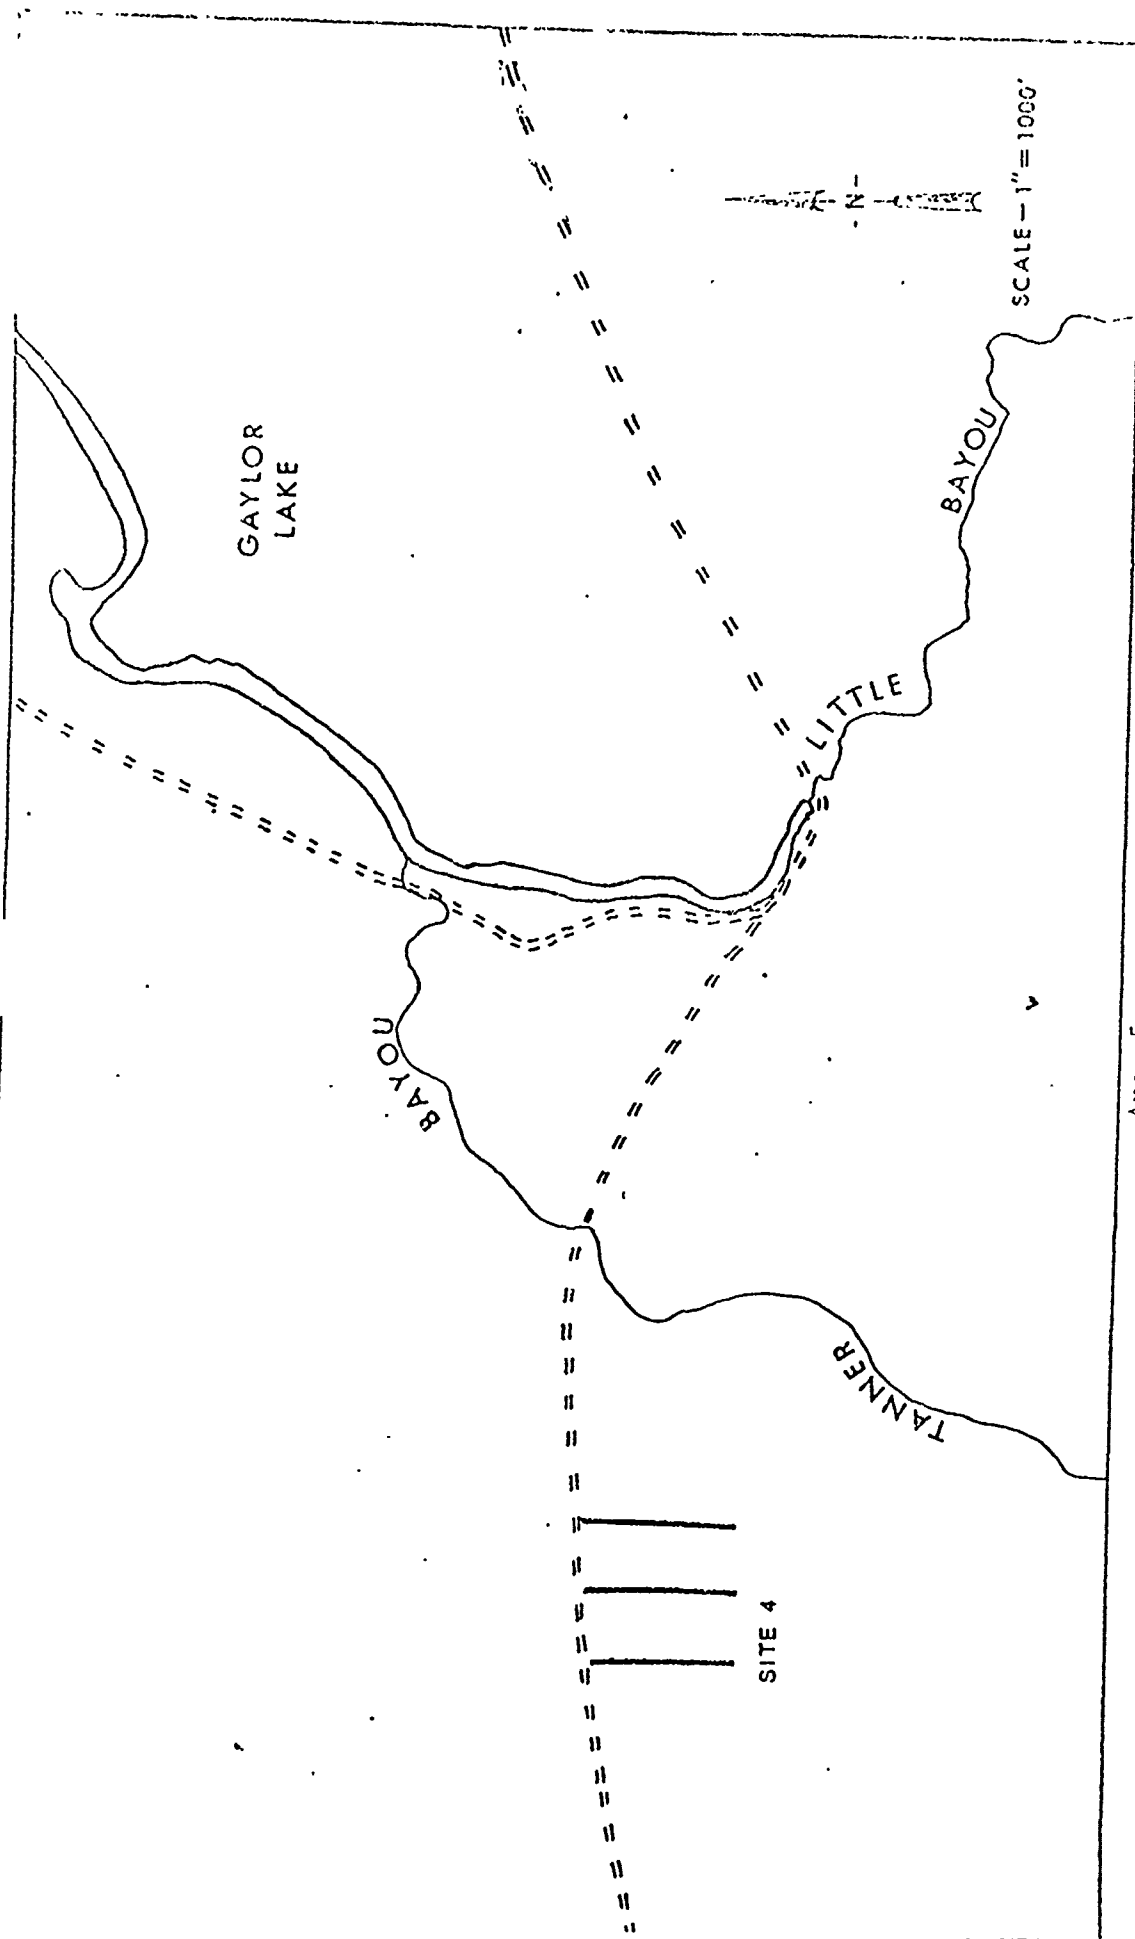 GAYLOR
LAKE
BAYOU
TANNER
LITTLE
BAYOU
SITE 4
-N-
SCALE-1"=1000'